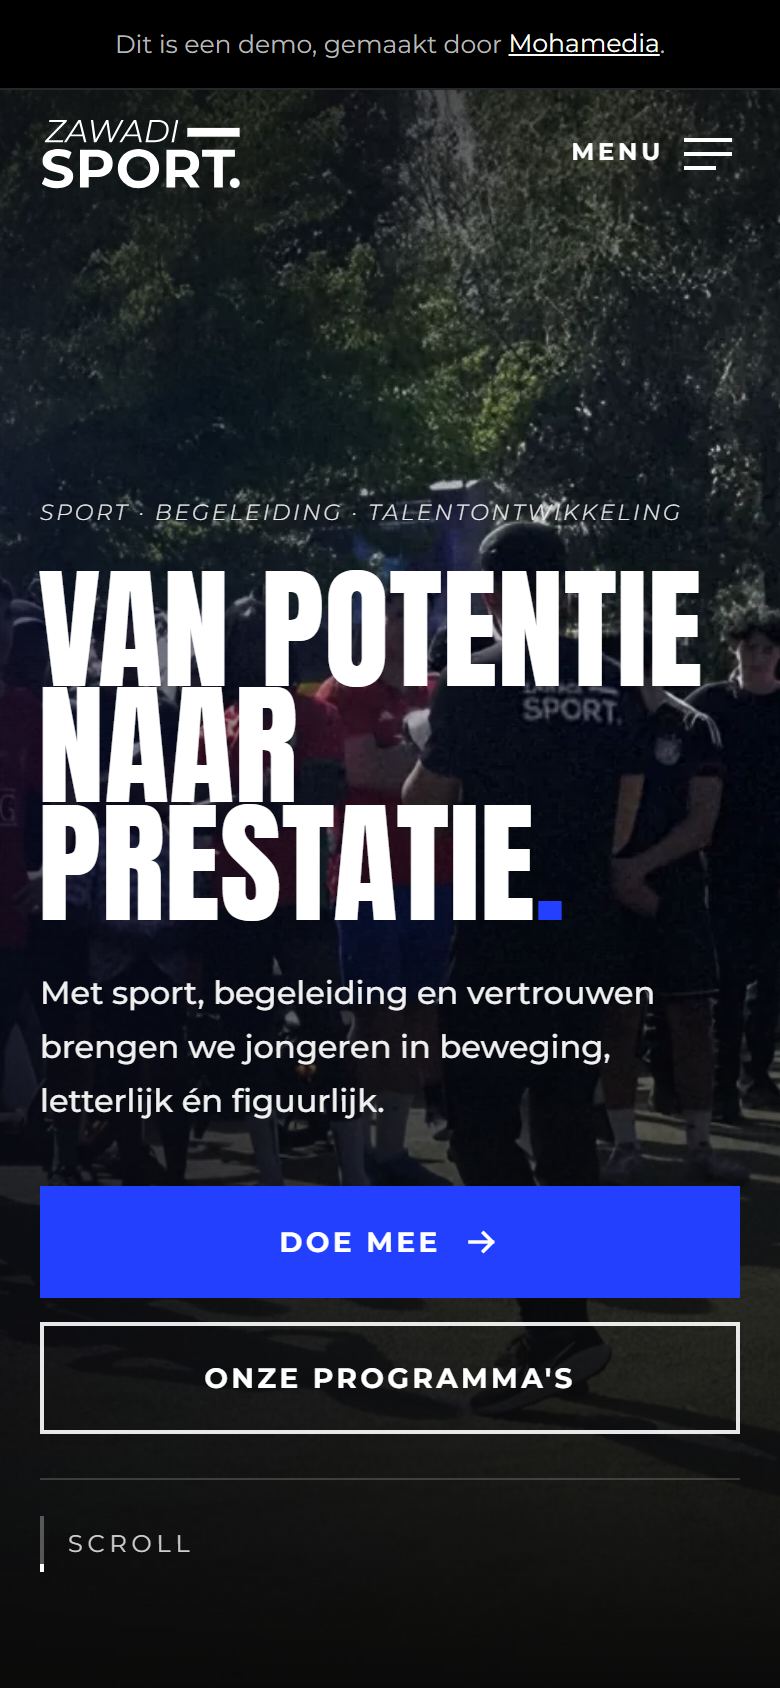 Dit is een demo, gemaakt door Mohamedia.
ZAWADI
SPORT.
MENU
SPORT · BEGELEIDING · TALENTONTWIKKELING
VAN POTENTIE
NAAR
PRESTATIE.
SPORT.
Met sport, begeleiding en vertrouwen
brengen we jongeren in beweging,
letterlijk én figuurlijk.
DOE MEE →
ONZE PROGRAMMA'S
SCROLL